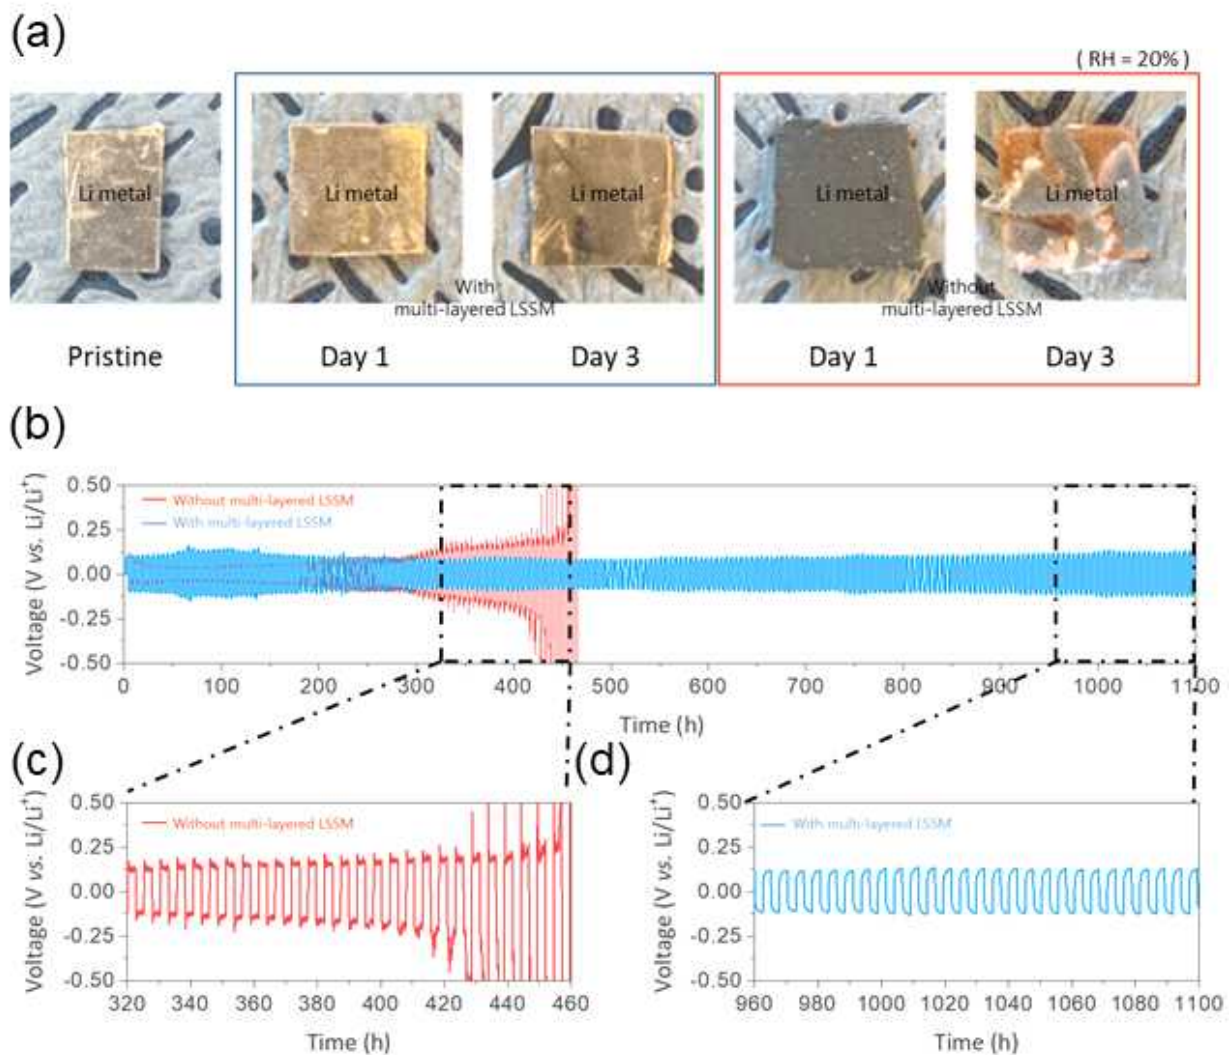 (a)
( RH = 20% )
Li metal
Li metal
Li metal
Li metal
Li metal
With
multi-layered LSSM
Without
multi-layered LSSM
Pristine
Day 1
Day 3
Day 1
Day 3
(b)
Voltage (V vs. Li/Li⁺)
0.50
0.25
0.00
-0.25
-0.50
Without multi-layered LSSM
With multi-layered LSSM
0 100 200 300 400 500 600 700 800 900 1000 1100
Time (h)
(c)
Voltage (V vs. Li/Li⁺)
0.50
0.25
0.00
-0.25
-0.50
Without multi-layered LSSM
320 340 360 380 400 420 440 460
Time (h)
(d)
Voltage (V vs. Li/Li⁺)
0.50
0.25
0.00
-0.25
-0.50
With multi-layered LSSM
960 980 1000 1020 1040 1060 1080 1100
Time (h)